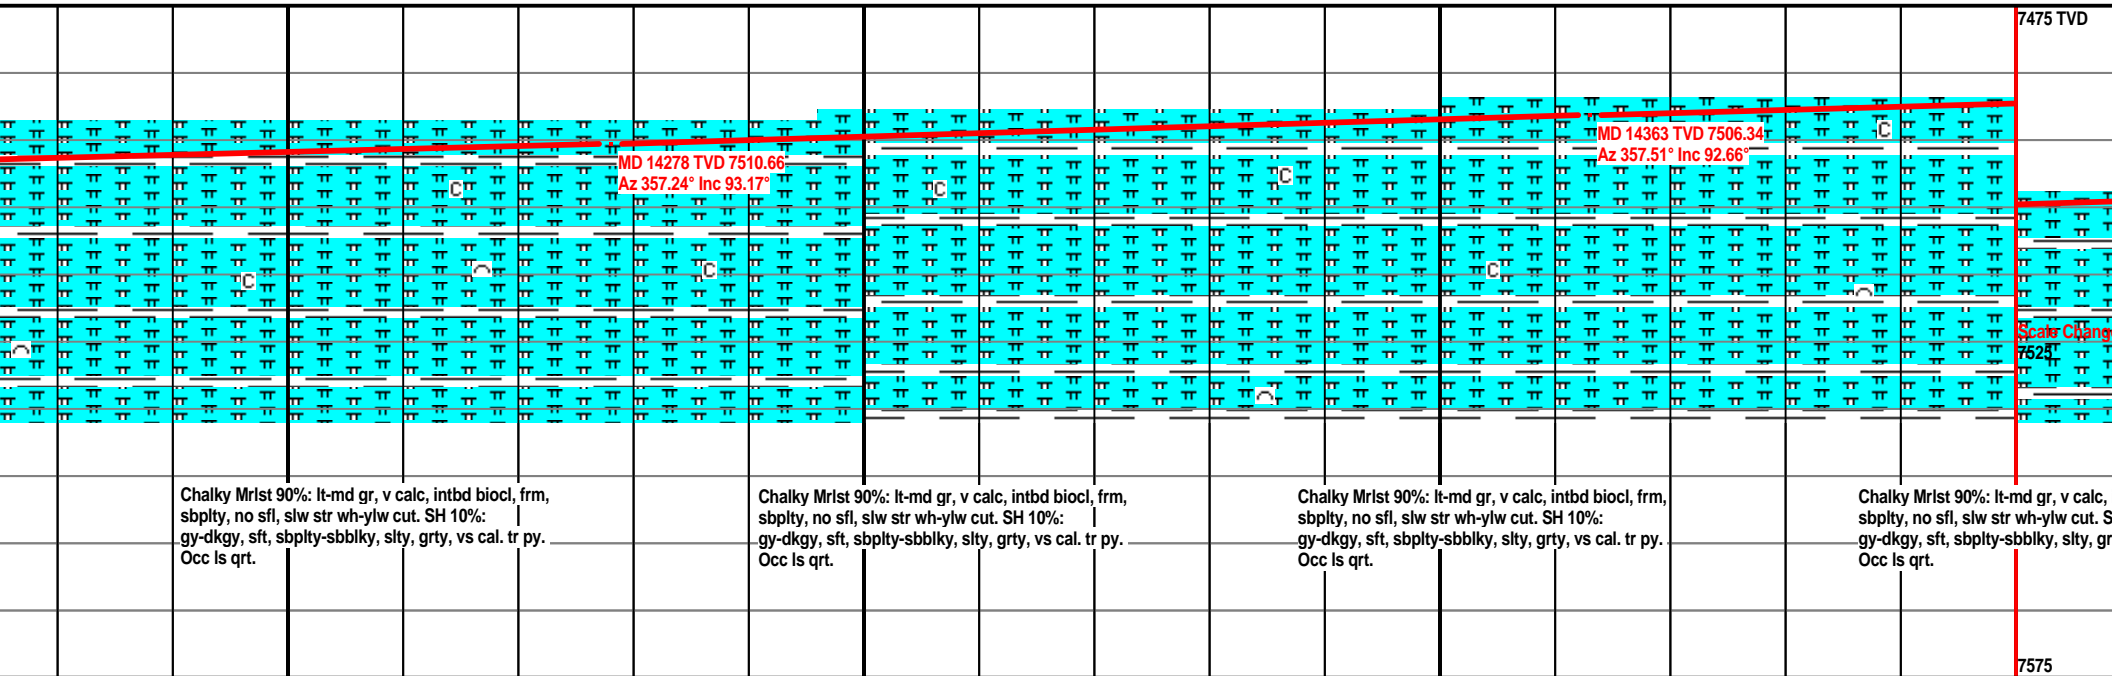 7475 TVD
MD 14363 TVD 7506.34
Az 357.51° Inc 92.66°
MD 14278 TVD 7510.66
Az 357.24° Inc 93.17°
C
C
C
C
C
C
C
Scale Chang
7525
Chalky Mrlst 90%: lt-md gr, v calc, intbd biocl, frm,
sbplty, no sfl, slw str wh-ylw cut. SH 10%:
gy-dkgy, sft, sbplty-sbblky, slty, grty, vs cal. tr py.
Occ ls qrt.
Chalky Mrlst 90%: lt-md gr, v calc, intbd biocl, frm,
sbplty, no sfl, slw str wh-ylw cut. SH 10%:
gy-dkgy, sft, sbplty-sbblky, slty, grty, vs cal. tr py.
Occ ls qrt.
Chalky Mrlst 90%: lt-md gr, v calc, intbd biocl, frm,
sbplty, no sfl, slw str wh-ylw cut. SH 10%:
gy-dkgy, sft, sbplty-sbblky, slty, grty, vs cal. tr py.
Occ ls qrt.
Chalky Mrlst 90%: lt-md gr, v calc,
sbplty, no sfl, slw str wh-ylw cut. S
gy-dkgy, sft, sbplty-sbblky, slty, gr
Occ ls qrt.
7575